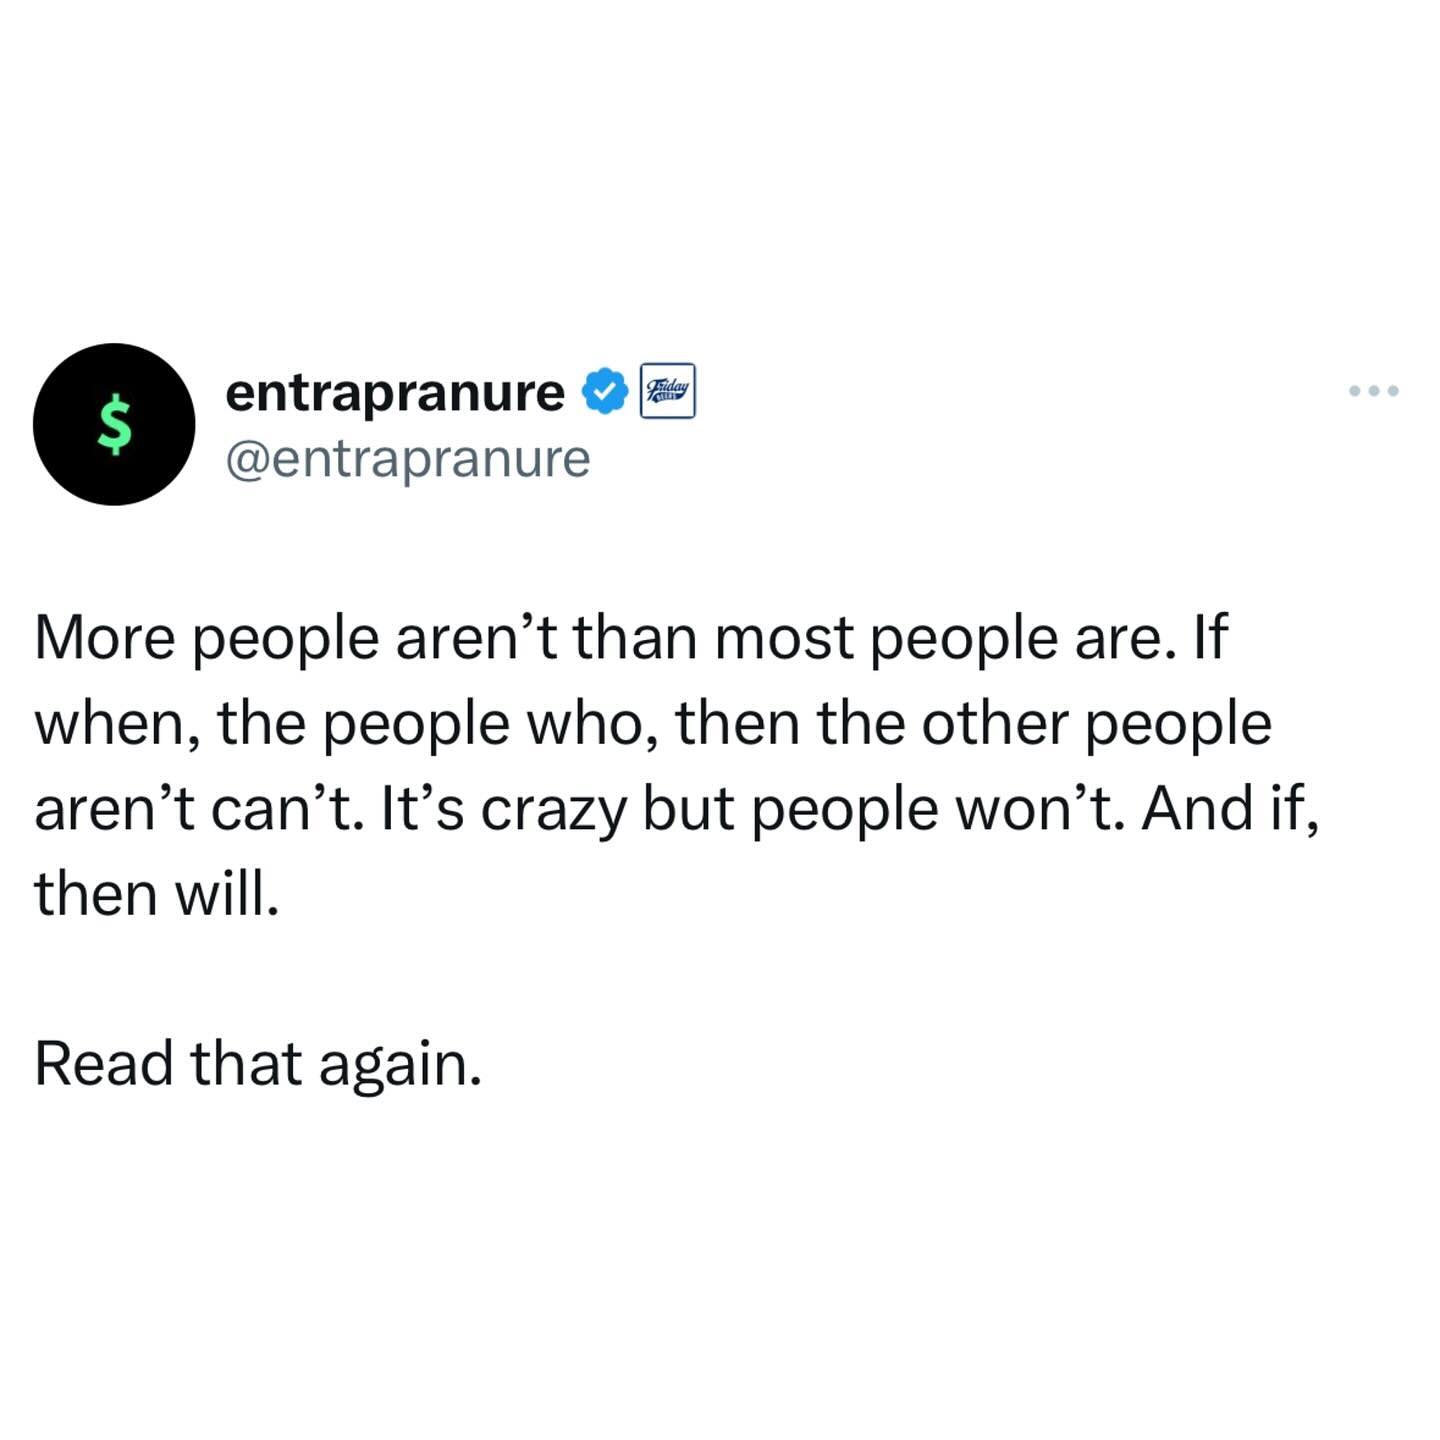 entrapranure
Friday
BEERS
@entrapranure
$
More people aren’t than most people are. If
when, the people who, then the other people
aren’t can’t. It’s crazy but people won’t. And if,
then will.
Read that again.